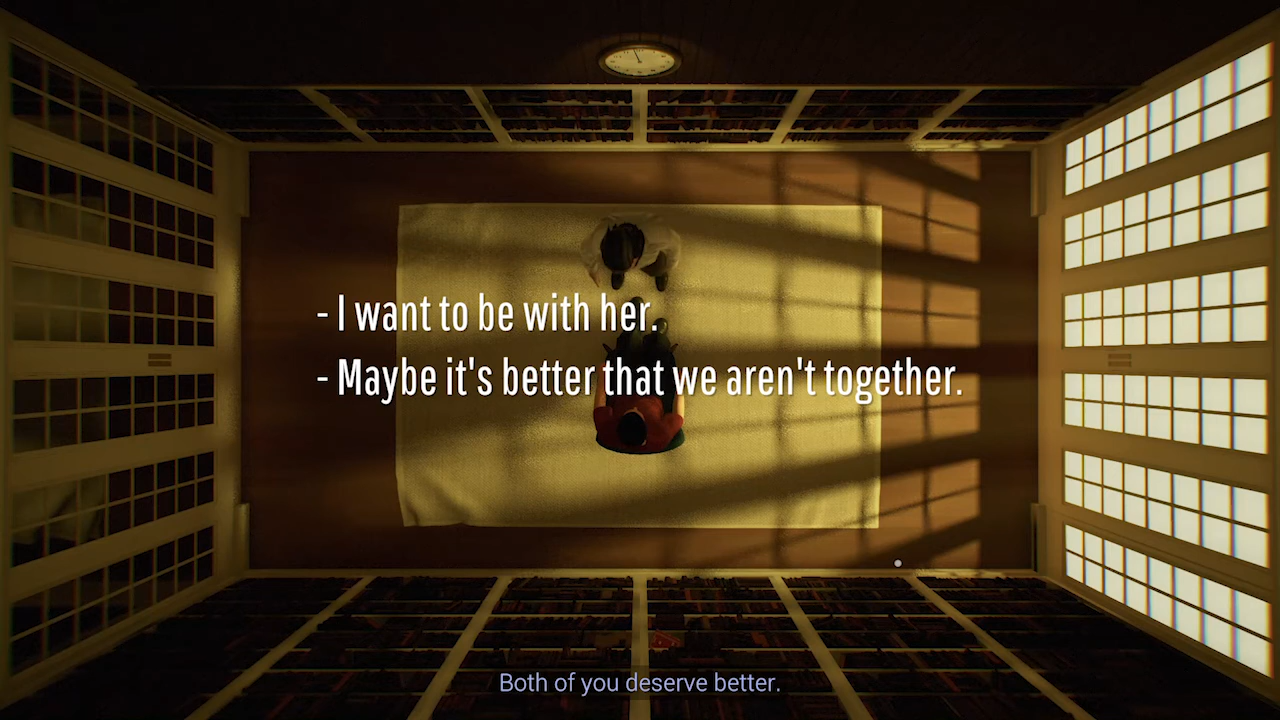 - I want to be with her.
- Maybe it's better that we aren't together.
Both of you deserve better.